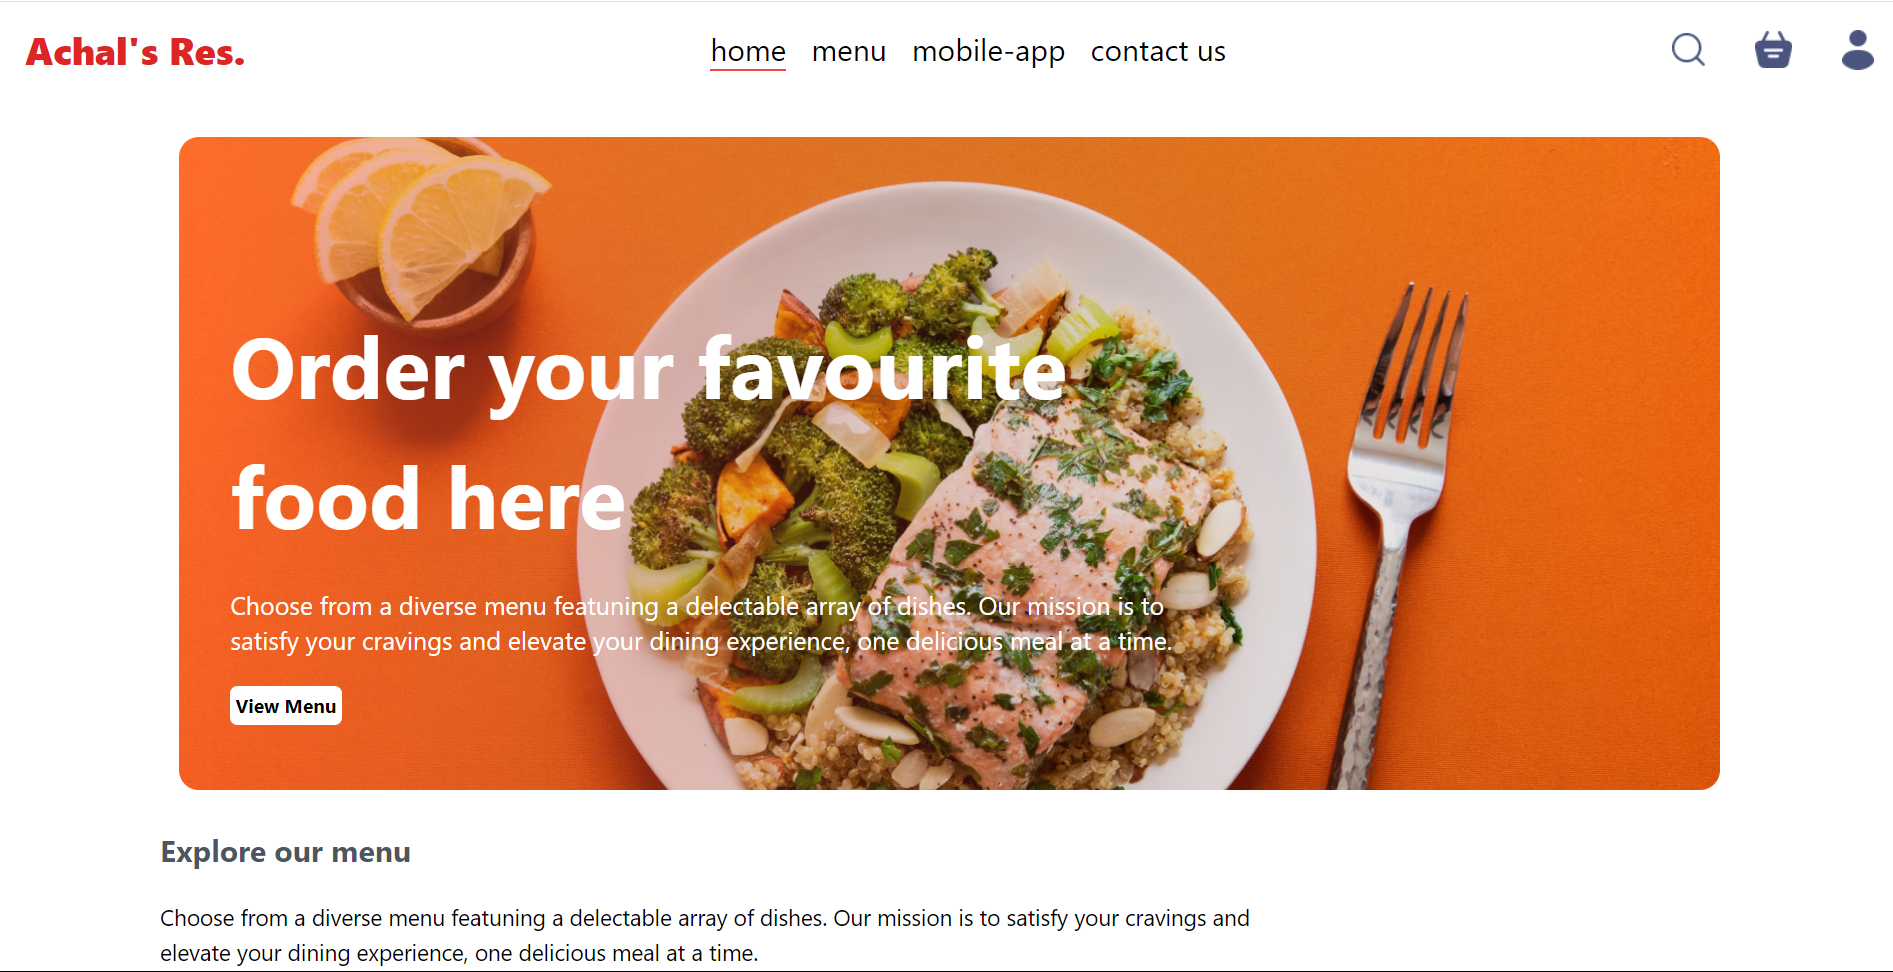 Achal's Res.
home menu mobile-app contact us
Order your favourite
food here
Choose from a diverse menu featuning a delectable array of dishes. Our mission is to
satisfy your cravings and elevate your dining experience, one delicious meal at a time.
View Menu
Explore our menu
Choose from a diverse menu featuning a delectable array of dishes. Our mission is to satisfy your cravings and
elevate your dining experience, one delicious meal at a time.